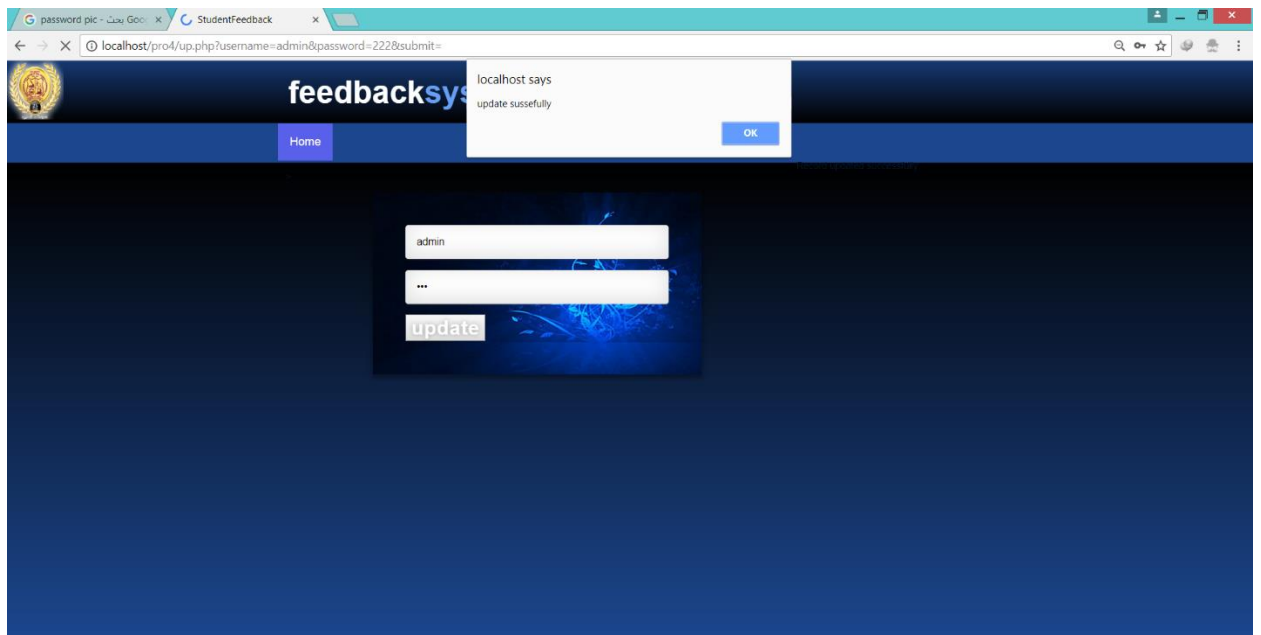 password pic - بحث Goo
StudentFeedback
localhost/pro4/up.php?username=admin&password=222&submit=
feedbacksys
localhost says
update sussefully
OK
Home
admin
•••
update